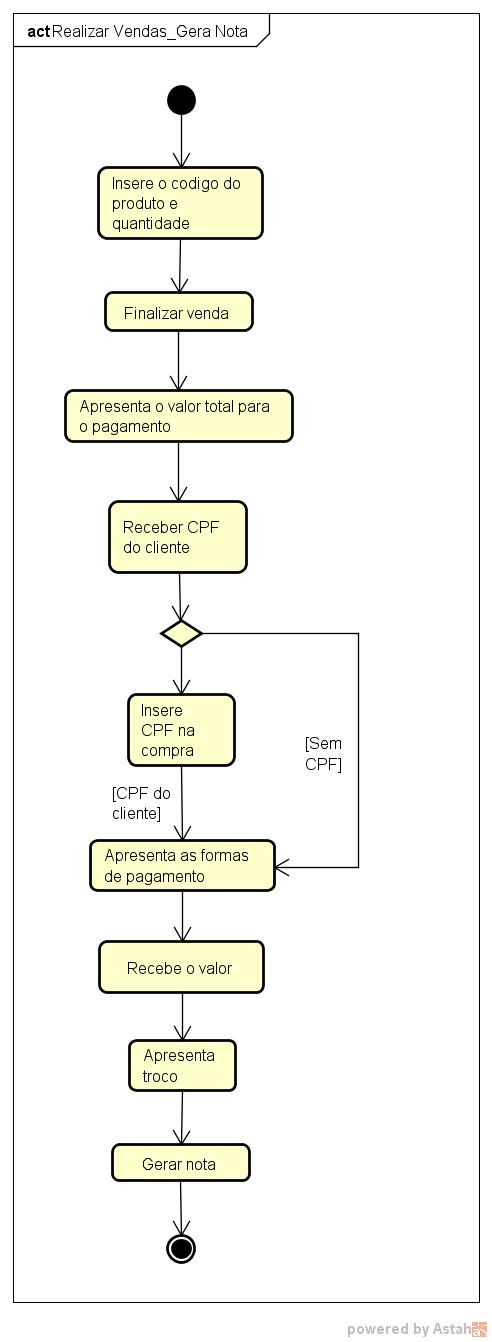 act Realizar Vendas_Gera Nota
Insere o codigo do
produto e
quantidade
Finalizar venda
Apresenta o valor total para
o pagamento
Receber CPF
do cliente
Insere
CPF na
compra
[Sem
CPF]
[CPF do
cliente]
Apresenta as formas
de pagamento
Recebe o valor
Apresenta
troco
Gerar nota
powered by Astah